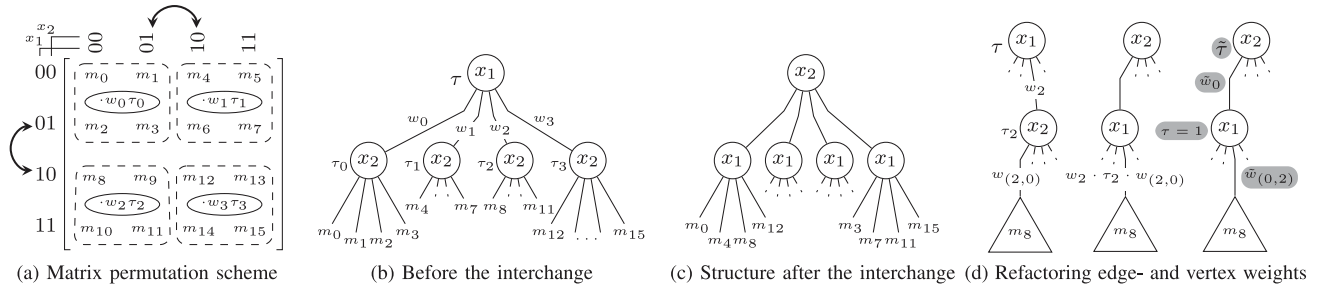 x₂
x₁
00 01 10 11
00
01
10
11
m₀ m₁ m₄ m₅
·w₀τ₀ ·w₁τ₁
m₂ m₃ m₆ m₇
m₈ m₉ m₁₂ m₁₃
·w₂τ₂ ·w₃τ₃
m₁₀ m₁₁ m₁₄ m₁₅
(a) Matrix permutation scheme
τ x₁
w₀ w₁ w₂ w₃
τ₀ x₂ τ₁ x₂ τ₂ x₂ τ₃ x₂
m₄ m₇ m₈ m₁₁
m₀ m₁ m₂ m₃ m₁₂ ... m₁₅
(b) Before the interchange
x₂
x₁ x₁ x₁ x₁
m₀ m₄ m₈ m₁₂ m₃ m₇ m₁₁ m₁₅
(c) Structure after the interchange
τ x₁ x₂ τ̃ x₂
w₂ w̃₀
τ₂ x₂ x₁ τ = 1 x₁
w₍₂,₀₎ w₂ · τ₂ · w₍₂,₀₎ w̃₍₀,₂₎
m₈ m₈ m₈
(d) Refactoring edge- and vertex weights